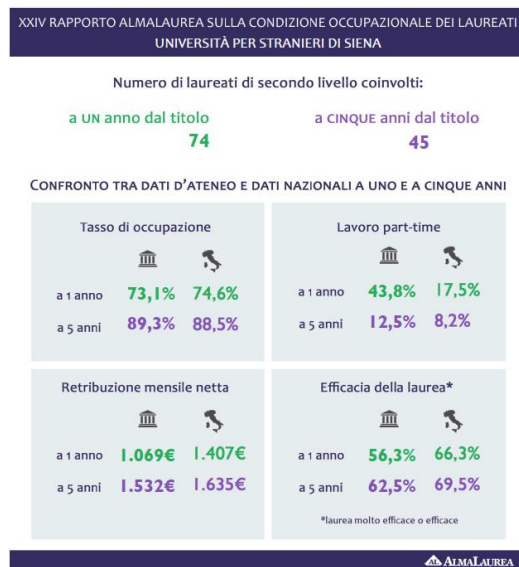 XXIV RAPPORTO ALMALAUREA SULLA CONDIZIONE OCCUPAZIONALE DEI LAUREATI
UNIVERSITÀ PER STRANIERI DI SIENA
Numero di laureati di secondo livello coinvolti:
a UN anno dal titolo
74
a CINQUE anni dal titolo
45
CONFRONTO TRA DATI D'ATENEO E DATI NAZIONALI A UNO E A CINQUE ANNI
Tasso di occupazione
a 1 anno 73,1% 74,6%
a 5 anni 89,3% 88,5%
Lavoro part-time
a 1 anno 43,8% 17,5%
a 5 anni 12,5% 8,2%
Retribuzione mensile netta
a 1 anno 1.069€ 1.407€
a 5 anni 1.532€ 1.635€
Efficacia della laurea*
a 1 anno 56,3% 66,3%
a 5 anni 62,5% 69,5%
*laurea molto efficace o efficace
AL ALMALAUREA